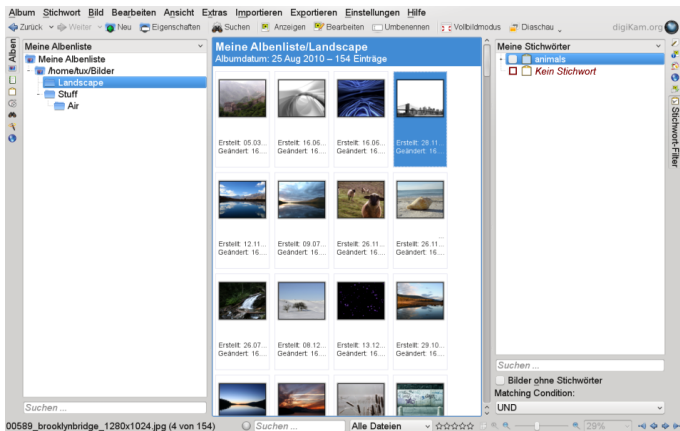 Album Stichwort Bild Bearbeiten Ansicht Extras Importieren Exportieren Einstellungen Hilfe
Zurück Weiter Neu Eigenschaften Suchen Anzeigen Bearbeiten Umbenennen Vollbildmodus Diaschau digiKam.org
Alben
Meine Albenliste
Meine Albenliste
/home/tux/Bilder
Landscape
Stuff
Air
Suchen ...
Meine Albenliste/Landscape
Albumdatum: 25 Aug 2010 – 154 Einträge
Erstellt: 05.03... Erstellt: 16.06... Erstellt: 16.06... Erstellt: 28.11...
Geändert: 16.... Geändert: 16.... Geändert: 16.... Geändert: 16....
Erstellt: 12.11... Erstellt: 09.07... Erstellt: 26.11... Erstellt: 26.11...
Geändert: 16.... Geändert: 16.... Geändert: 16.... Geändert: 16....
Erstellt: 26.07... Erstellt: 08.12... Erstellt: 13.12... Erstellt: 29.10...
Geändert: 16.... Geändert: 16.... Geändert: 16.... Geändert: 16....
Meine Stichwörter
animals
Kein Stichwort
Suchen ...
Bilder ohne Stichwörter
Matching Condition:
UND
Stichwort-Filter
00589_brooklynbridge_1280x1024.jpg (4 von 154) Suchen ... Alle Dateien 29%